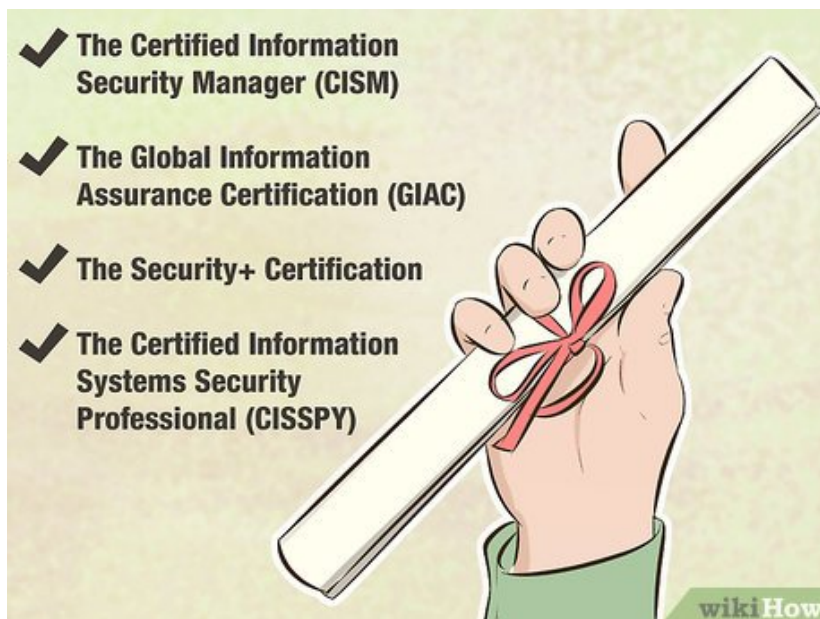 The Certified Information
Security Manager (CISM)
The Global Information
Assurance Certification (GIAC)
The Security+ Certification
The Certified Information
Systems Security
Professional (CISSPY)
wikiHow